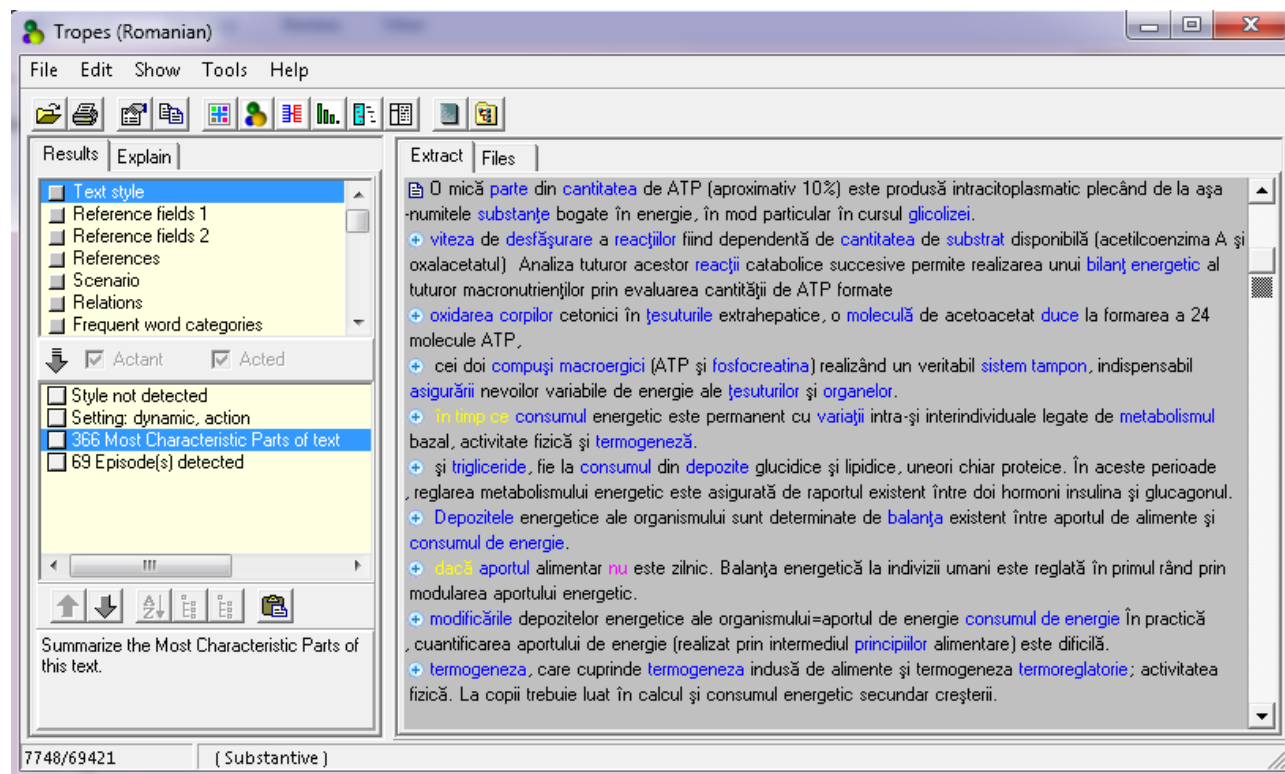 Tropes (Romanian)
File Edit Show Tools Help
Results Explain
Text style
Reference fields 1
Reference fields 2
References
Scenario
Relations
Frequent word categories
Actant Acted
Style not detected
Setting: dynamic, action
366 Most Characteristic Parts of text
69 Episode(s) detected
Summarize the Most Characteristic Parts of
this text.
Extract Files
O mică parte din cantitatea de ATP (aproximativ 10%) este produsă intracitoplasmatic plecând de la aşa
-numitele substanţe bogate în energie, în mod particular în cursul glicolizei.
viteza de desfăşurare a reacţiilor fiind dependentă de cantitatea de substrat disponibilă (acetilcoenzima A şi
oxalacetatul) Analiza tuturor acestor reacţii catabolice succesive permite realizarea unui bilanţ energetic al
tuturor macronutrienţilor prin evaluarea cantităţii de ATP formate
oxidarea corpilor cetonici în ţesuturile extrahepatice, o moleculă de acetoacetat duce la formarea a 24
molecule ATP,
cei doi compuşi macroergici (ATP şi fosfocreatina) realizând un veritabil sistem tampon, indispensabil
asigurării nevoilor variabile de energie ale ţesuturilor şi organelor.
în timp ce consumul energetic este permanent cu variaţii intra-şi interindividuale legate de metabolismul
bazal, activitate fizică şi termogeneză.
şi trigliceride, fie la consumul din depozite glucidice şi lipidice, uneori chiar proteice. În aceste perioade
, reglarea metabolismului energetic este asigurată de raportul existent între doi hormoni insulina şi glucagonul.
Depozitele energetice ale organismului sunt determinate de balanţa existent între aportul de alimente şi
consumul de energie.
dacă aportul alimentar nu este zilnic. Balanţa energetică la indivizii umani este reglată în primul rând prin
modularea aportului energetic.
modificările depozitelor energetice ale organismului=aportul de energie consumul de energie În practică
, cuantificarea aportului de energie (realizat prin intermediul principiilor alimentare) este dificilă.
termogeneza, care cuprinde termogeneza indusă de alimente şi termogeneza termoreglatorie; activitatea
fizică. La copii trebuie luat în calcul şi consumul energetic secundar creşterii.
7748/69421 ( Substantive )